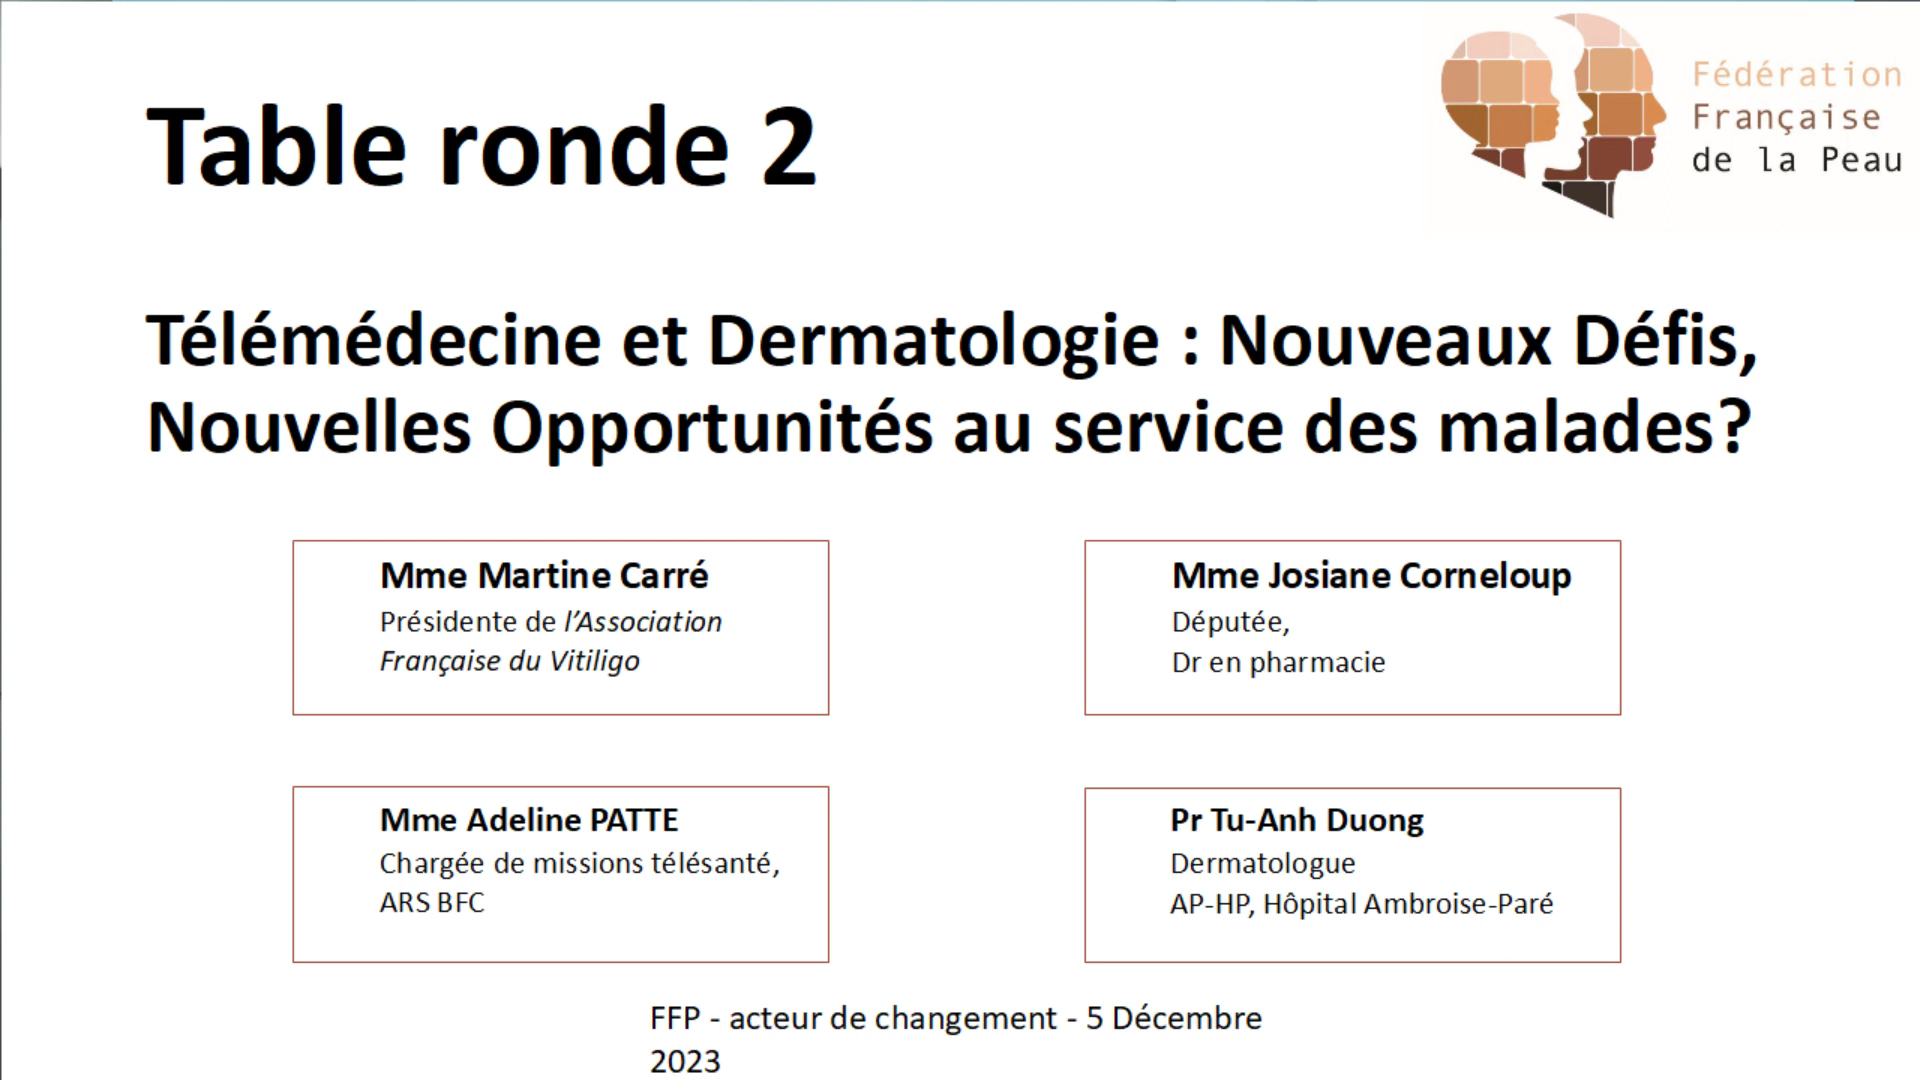 Fédération
Française
de la Peau
Table ronde 2
Télémédecine et Dermatologie : Nouveaux Défis,
Nouvelles Opportunités au service des malades?
Mme Martine Carré
Présidente de l’Association
Française du Vitiligo
Mme Josiane Corneloup
Députée,
Dr en pharmacie
Mme Adeline PATTE
Chargée de missions télésanté,
ARS BFC
Pr Tu-Anh Duong
Dermatologue
AP-HP, Hôpital Ambroise-Paré
FFP - acteur de changement - 5 Décembre
2023